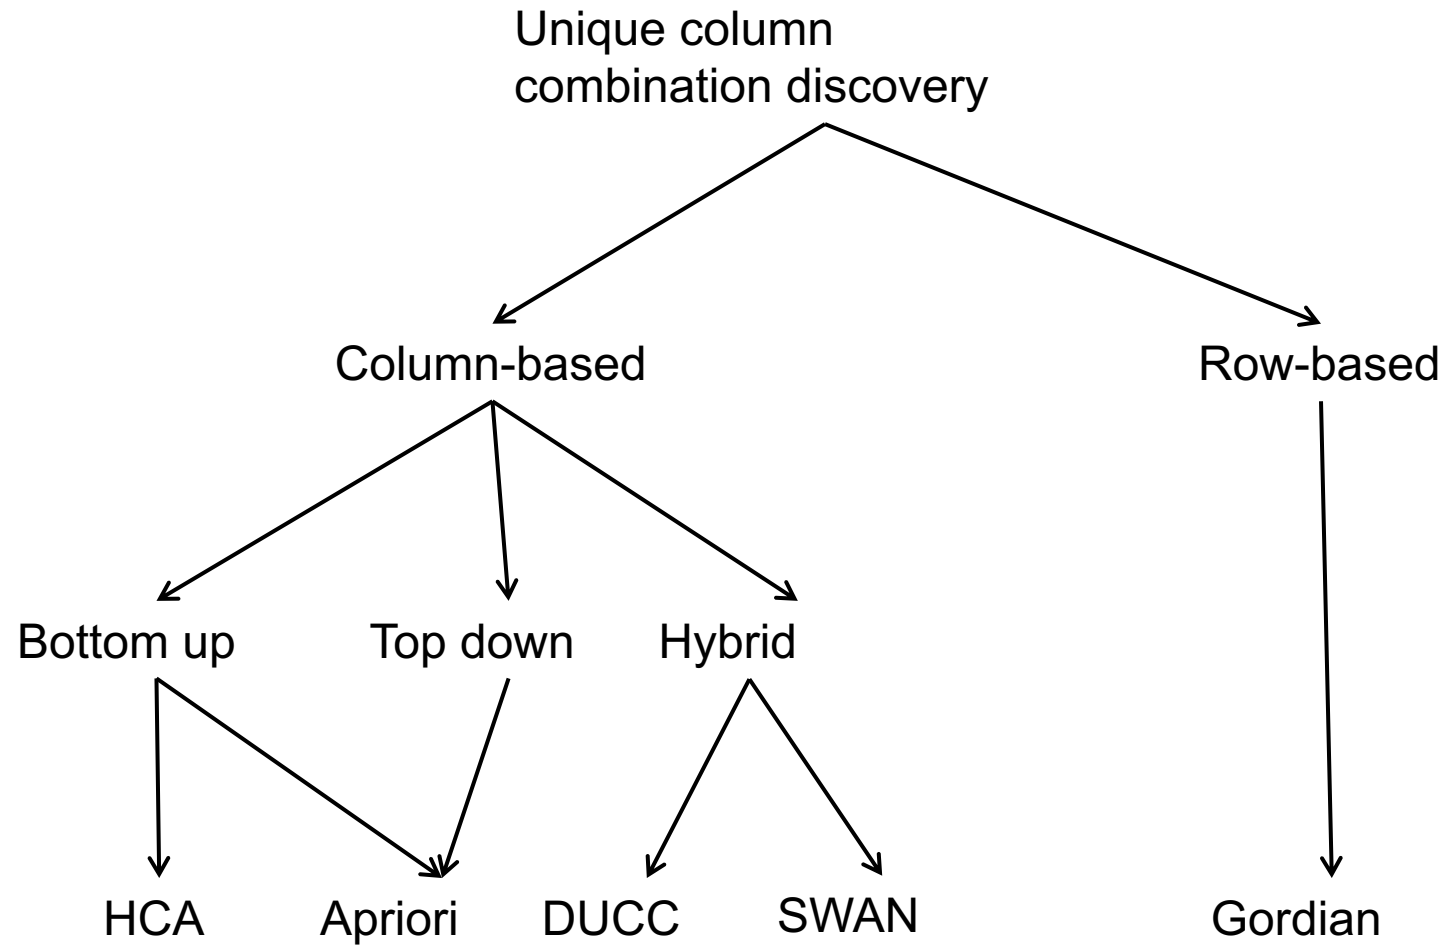 Unique column
combination discovery
Column-based
Row-based
Bottom up
Top down
Hybrid
HCA
Apriori
DUCC
SWAN
Gordian